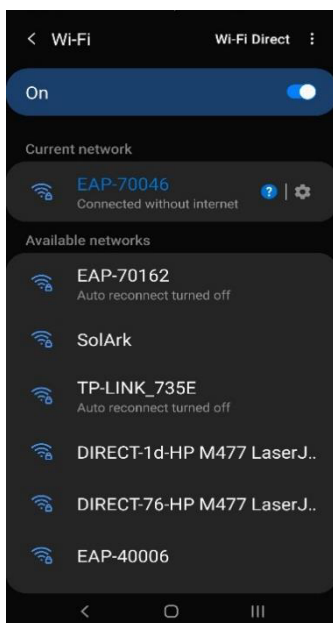 Wi-Fi Wi-Fi Direct
On
Current network
EAP-70046
Connected without internet
Available networks
EAP-70162
Auto reconnect turned off
SolArk
TP-LINK_735E
Auto reconnect turned off
DIRECT-1d-HP M477 LaserJ..
DIRECT-76-HP M477 LaserJ..
EAP-40006